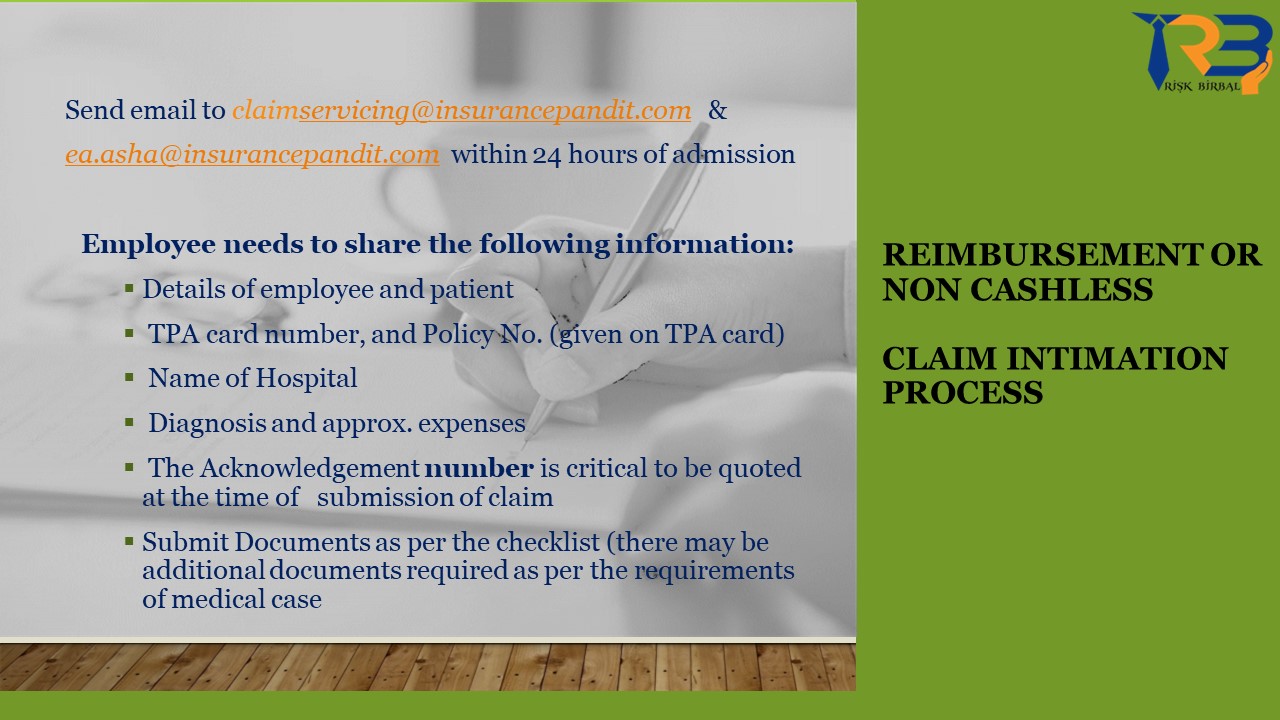 Send email to claimservicing@insurancepandit.com &
ea.asha@insurancepandit.com within 24 hours of admission
Employee needs to share the following information:
▪ Details of employee and patient
▪ TPA card number, and Policy No. (given on TPA card)
▪ Name of Hospital
▪ Diagnosis and approx. expenses
▪ The Acknowledgement number is critical to be quoted
at the time of submission of claim
▪ Submit Documents as per the checklist (there may be
additional documents required as per the requirements
of medical case
RB
RİŞK BİRBAL
REIMBURSEMENT OR
NON CASHLESS
CLAIM INTIMATION
PROCESS